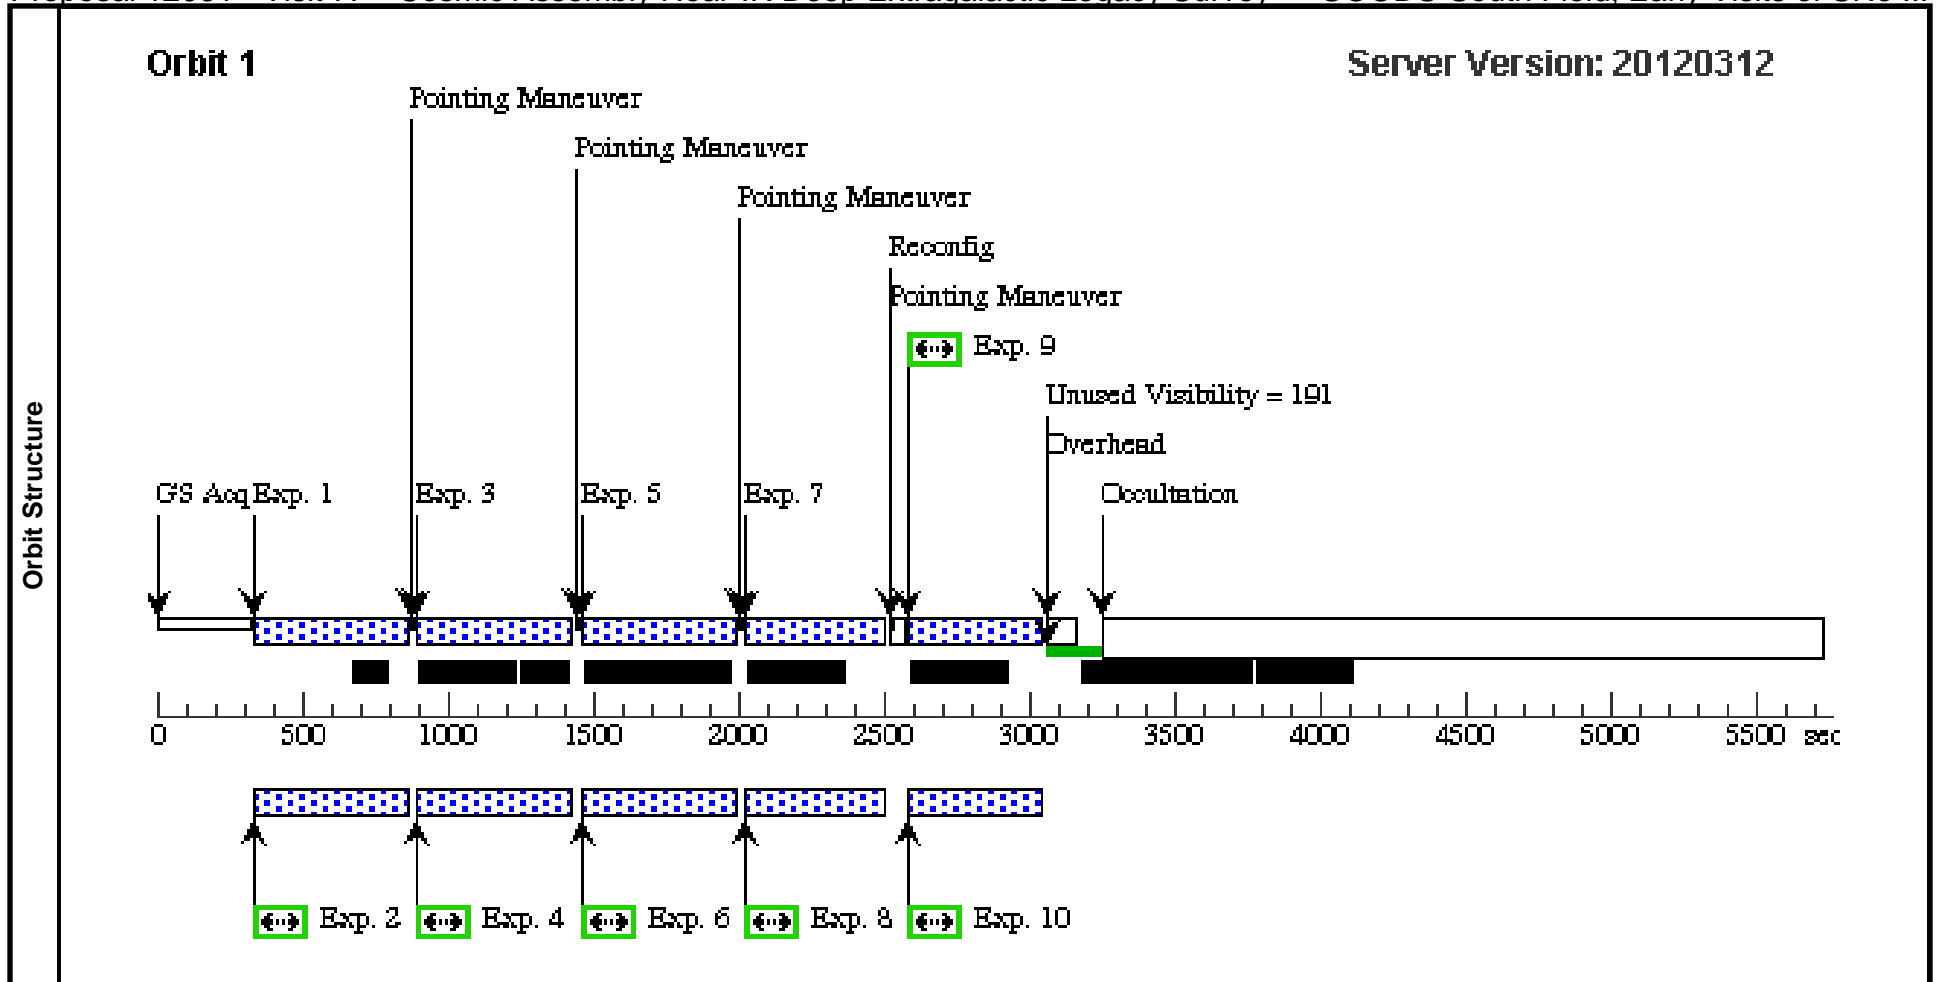 Orbit 1
Server Version: 20120312
Pointing Maneuver
Pointing Maneuver
Pointing Maneuver
Reconfig
Pointing Maneuver
Exp. 9
Unused Visibility = 191
Overhead
GS Acq Exp. 1 Exp. 3 Exp. 5 Exp. 7 Occultation
Orbit Structure
0 500 1000 1500 2000 2500 3000 3500 4000 4500 5000 5500 sec
Exp. 2 Exp. 4 Exp. 6 Exp. 8 Exp. 10